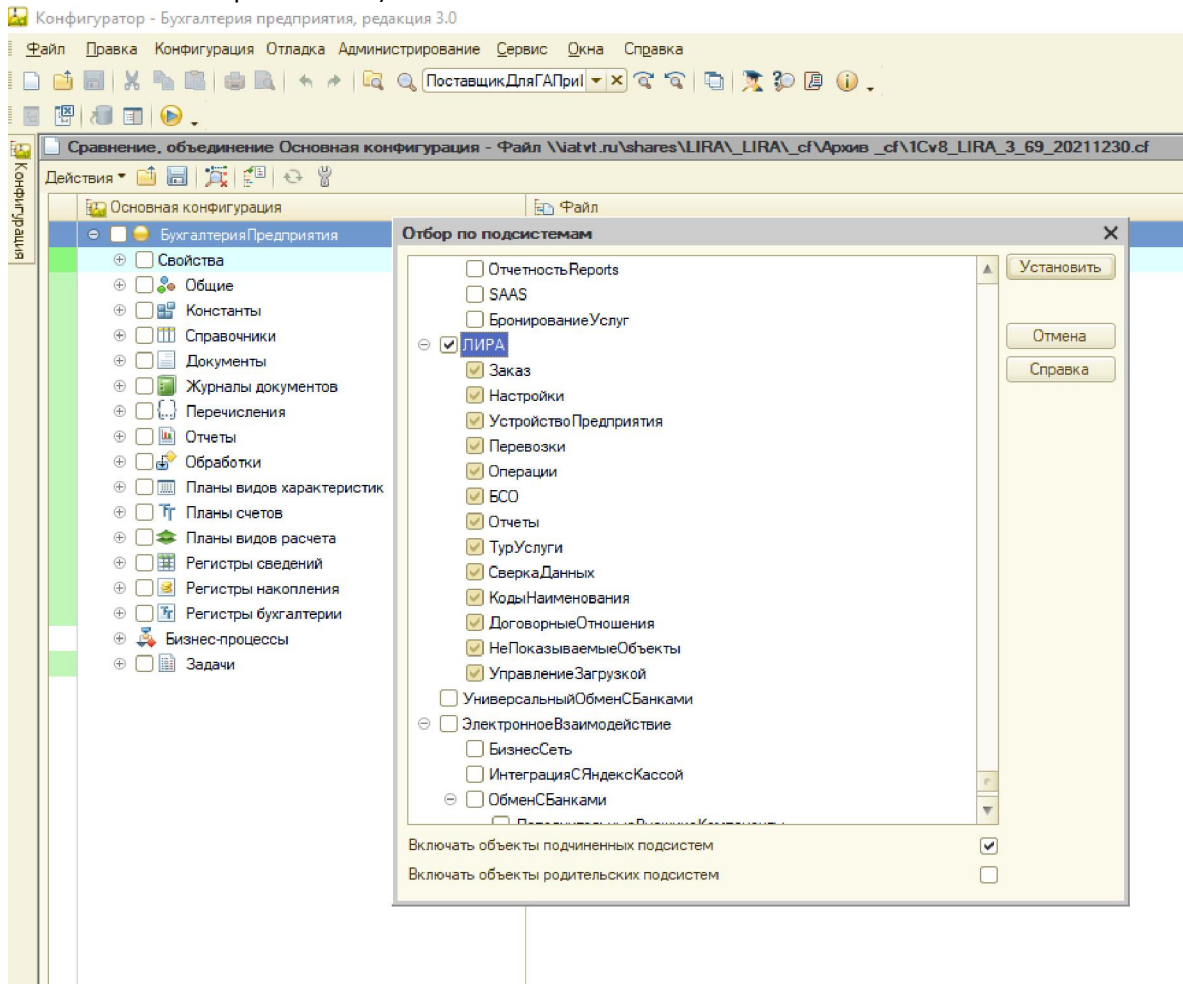 Конфигуратор - Бухгалтерия предприятия, редакция 3.0
Файл Правка Конфигурация Отладка Администрирование Сервис Окна Справка
ПоставщикДляГАПри
Конфигурация
Сравнение, объединение Основная конфигурация - Файл \\iatvt.ru\shares\LIRA\_LIRA\_cf\Архив _cf\1Cv8_LIRA_3_69_20211230.cf
Действия
Основная конфигурация Файл
БухгалтерияПредприятия
Свойства
Общие
Константы
Справочники
Документы
Журналы документов
Перечисления
Отчеты
Обработки
Планы видов характеристик
Планы счетов
Планы видов расчета
Регистры сведений
Регистры накопления
Регистры бухгалтерии
Бизнес-процессы
Задачи
Отбор по подсистемам
ОтчетностьReports
SAAS
БронированиеУслуг
ЛИРА
Заказ
Настройки
УстройствоПредприятия
Перевозки
Операции
БСО
Отчеты
ТурУслуги
СверкаДанных
КодыНаименования
ДоговорныеОтношения
НеПоказываемыеОбъекты
УправлениеЗагрузкой
УниверсальныйОбменСБанками
ЭлектронноеВзаимодействие
БизнесСеть
ИнтеграцияСЯндексКассой
ОбменСБанками
Установить
Отмена
Справка
Включать объекты подчиненных подсистем
Включать объекты родительских подсистем